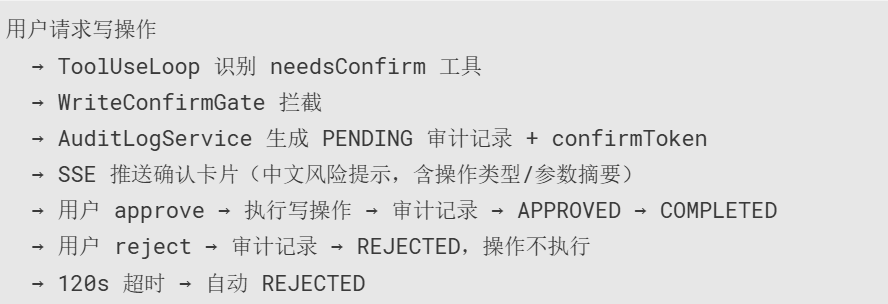 用户请求写操作
→ ToolUseLoop 识别 needsConfirm 工具
→ WriteConfirmGate 拦截
→ AuditLogService 生成 PENDING 审计记录 + confirmToken
→ SSE 推送确认卡片（中文风险提示，含操作类型/参数摘要）
→ 用户 approve → 执行写操作 → 审计记录 → APPROVED → COMPLETED
→ 用户 reject → 审计记录 → REJECTED，操作不执行
→ 120s 超时 → 自动 REJECTED